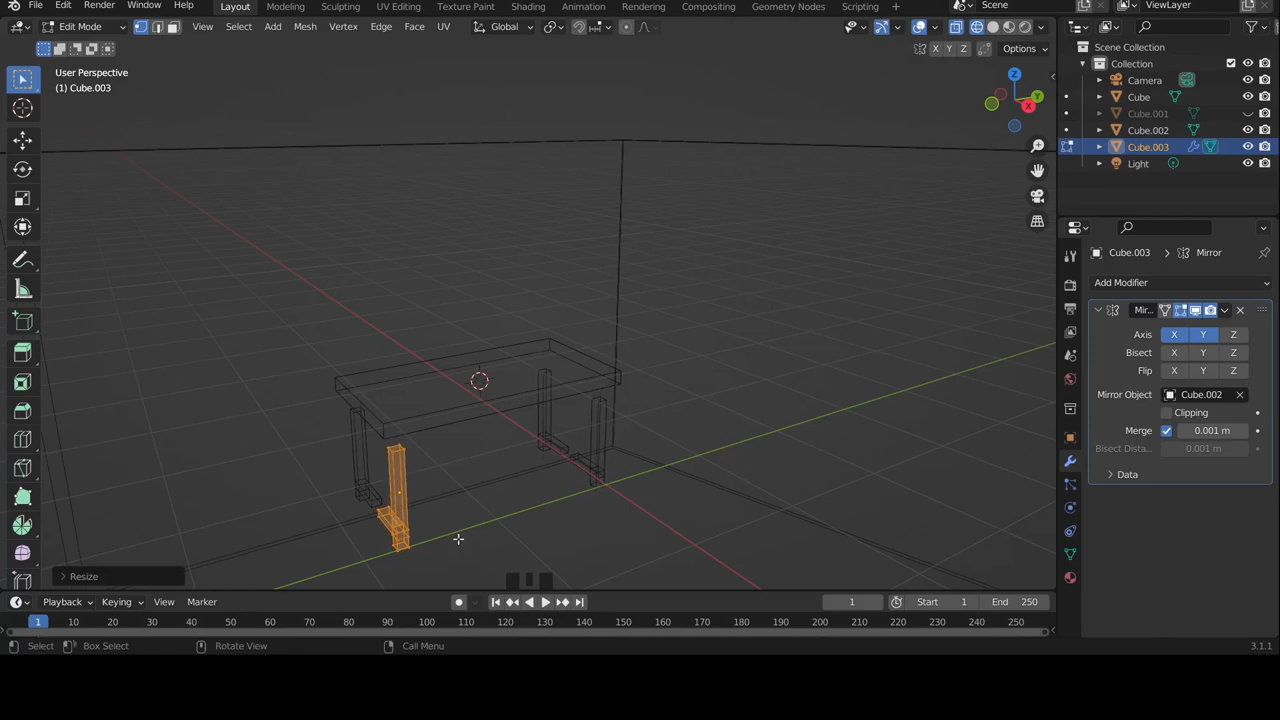 File Edit Render Window Help Layout Modeling Sculpting UV Editing Texture Paint Shading Animation Rendering Compositing Geometry Nodes Scripting + Scene ViewLayer
Edit Mode View Select Add Mesh Vertex Edge Face UV Global
X Y Z Options
User Perspective
(1) Cube.003
Z
Y
X
Resize
Scene Collection
Collection
Camera
Cube
Cube.001
Cube.002
Cube.003
Light
Cube.003 > Mirror
Add Modifier
Mir...
Axis X Y Z
Bisect X Y Z
Flip X Y Z
Mirror Object Cube.002
Clipping
Merge 0.001 m
Bisect Dista... 0.001 m
Data
Playback Keying View Marker 1 Start 1 End 250
1 10 20 30 40 50 60 70 80 90 100 110 120 130 140 150 160 170 180 190 200 210 220 230 240 250
Select Box Select Rotate View Call Menu 3.1.1